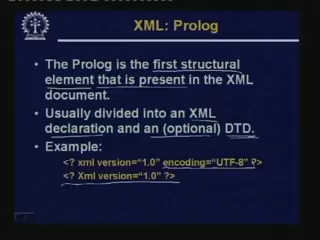 XML: Prolog
• The Prolog is the first structural
element that is present in the XML
document.
• Usually divided into an XML
declaration and an (optional) DTD.
• Example:
<? xml version="1.0" encoding="UTF-8" ?>
<? Xml version="1.0" ?>